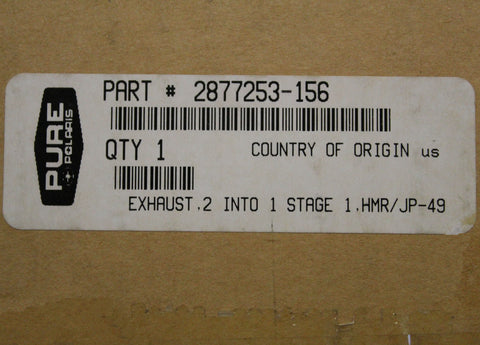 PURE
POLARIS
PART # 2877253-156
QTY 1
COUNTRY OF ORIGIN us
EXHAUST.2 INTO 1 STAGE 1.HMR/JP-49